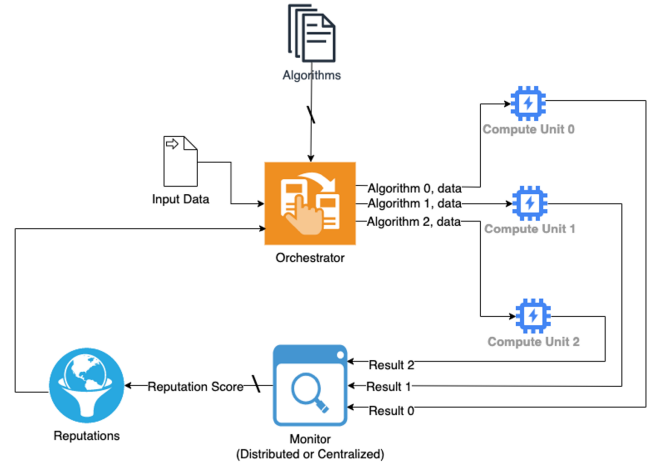 Algorithms
Input Data
Algorithm 0, data
Algorithm 1, data
Algorithm 2, data
Orchestrator
Compute Unit 0
Compute Unit 1
Compute Unit 2
Result 2
Result 1
Result 0
Reputation Score
Reputations
Monitor
(Distributed or Centralized)